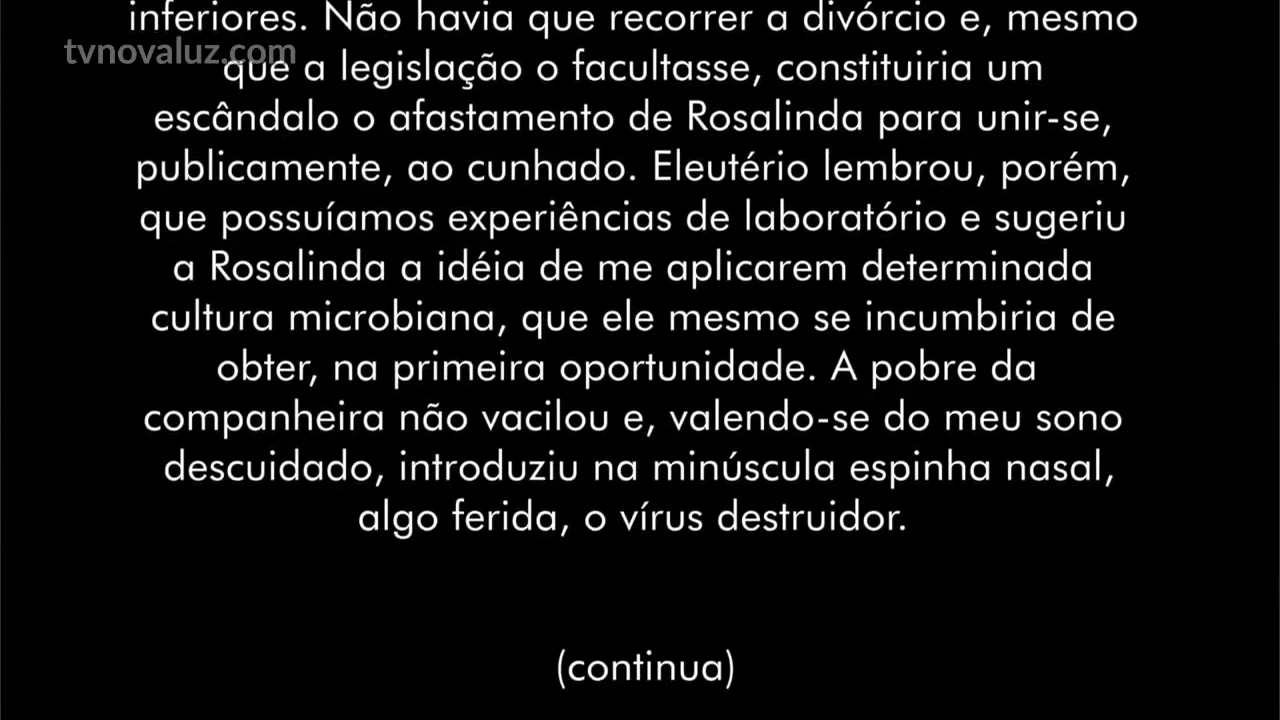 inferiores. Não havia que recorrer a divórcio e, mesmo
tvnovaluz.com
que a legislação o facultasse, constituiria um
escândalo o afastamento de Rosalinda para unir-se,
publicamente, ao cunhado. Eleutério lembrou, porém,
que possuíamos experiências de laboratório e sugeriu
a Rosalinda a idéia de me aplicarem determinada
cultura microbiana, que ele mesmo se incumbiria de
obter, na primeira oportunidade. A pobre da
companheira não vacilou e, valendo-se do meu sono
descuidado, introduziu na minúscula espinha nasal,
algo ferida, o vírus destruidor.
(continua)